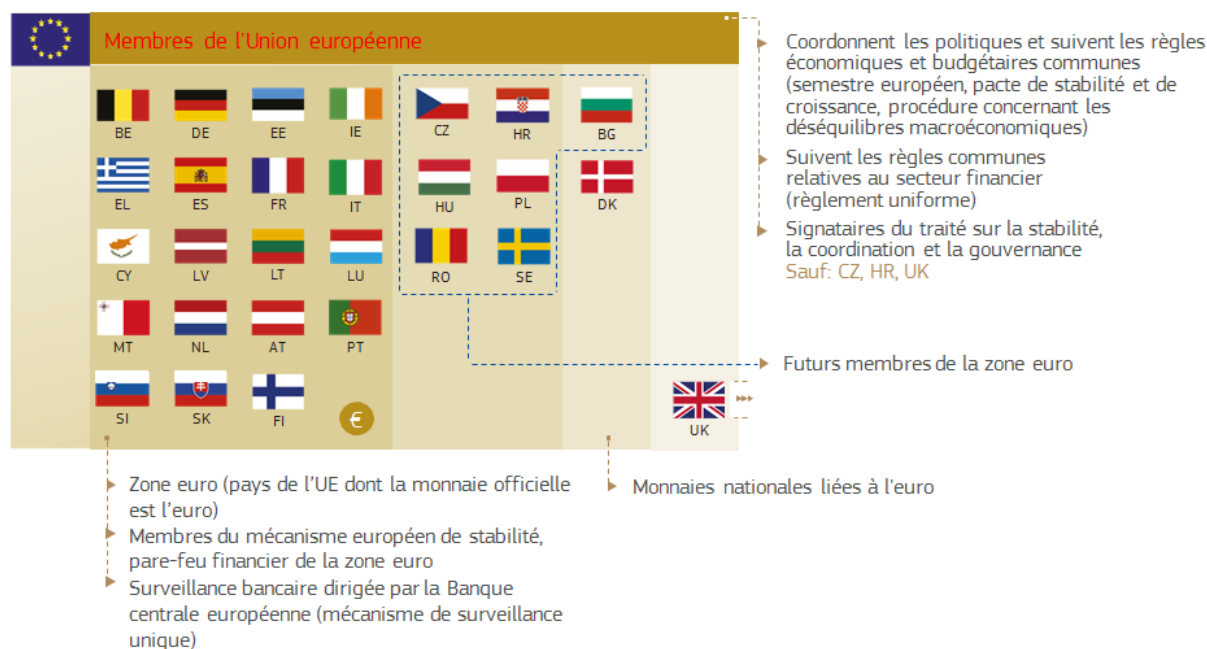 Membres de l'Union européenne
BE DE EE IE CZ HR BG
EL ES FR IT HU PL DK
CY LV LT LU RO SE
MT NL AT PT
SI SK FI € UK
Coordonnent les politiques et suivent les règles
économiques et budgétaires communes
(semestre européen, pacte de stabilité et de
croissance, procédure concernant les
déséquilibres macroéconomiques)
Suivent les règles communes
relatives au secteur financier
(règlement uniforme)
Signataires du traité sur la stabilité,
la coordination et la gouvernance
Sauf: CZ, HR, UK
Futurs membres de la zone euro
Zone euro (pays de l'UE dont la monnaie officielle
est l'euro)
Membres du mécanisme européen de stabilité,
pare-feu financier de la zone euro
Surveillance bancaire dirigée par la Banque
centrale européenne (mécanisme de surveillance
unique)
Monnaies nationales liées à l'euro